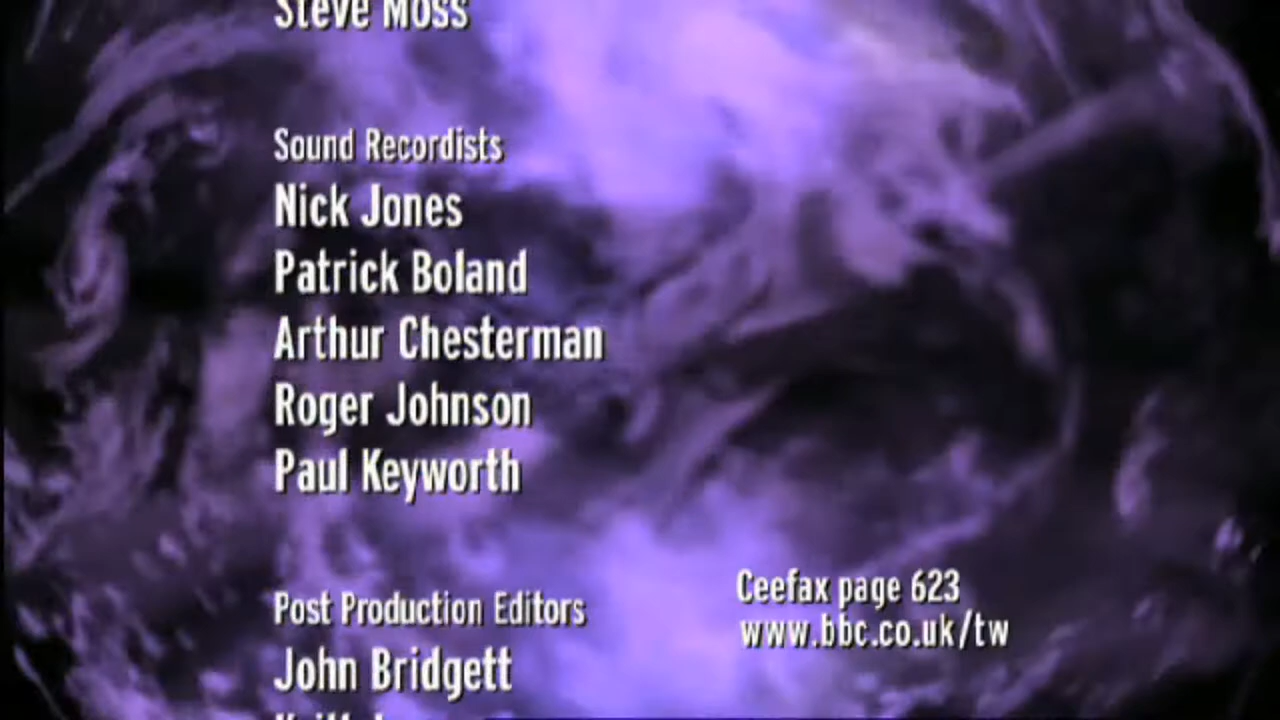 Steve Moss
Sound Recordists
Nick Jones
Patrick Boland
Arthur Chesterman
Roger Johnson
Paul Keyworth
Post Production Editors
John Bridgett
Ceefax page 623
www.bbc.co.uk/tw